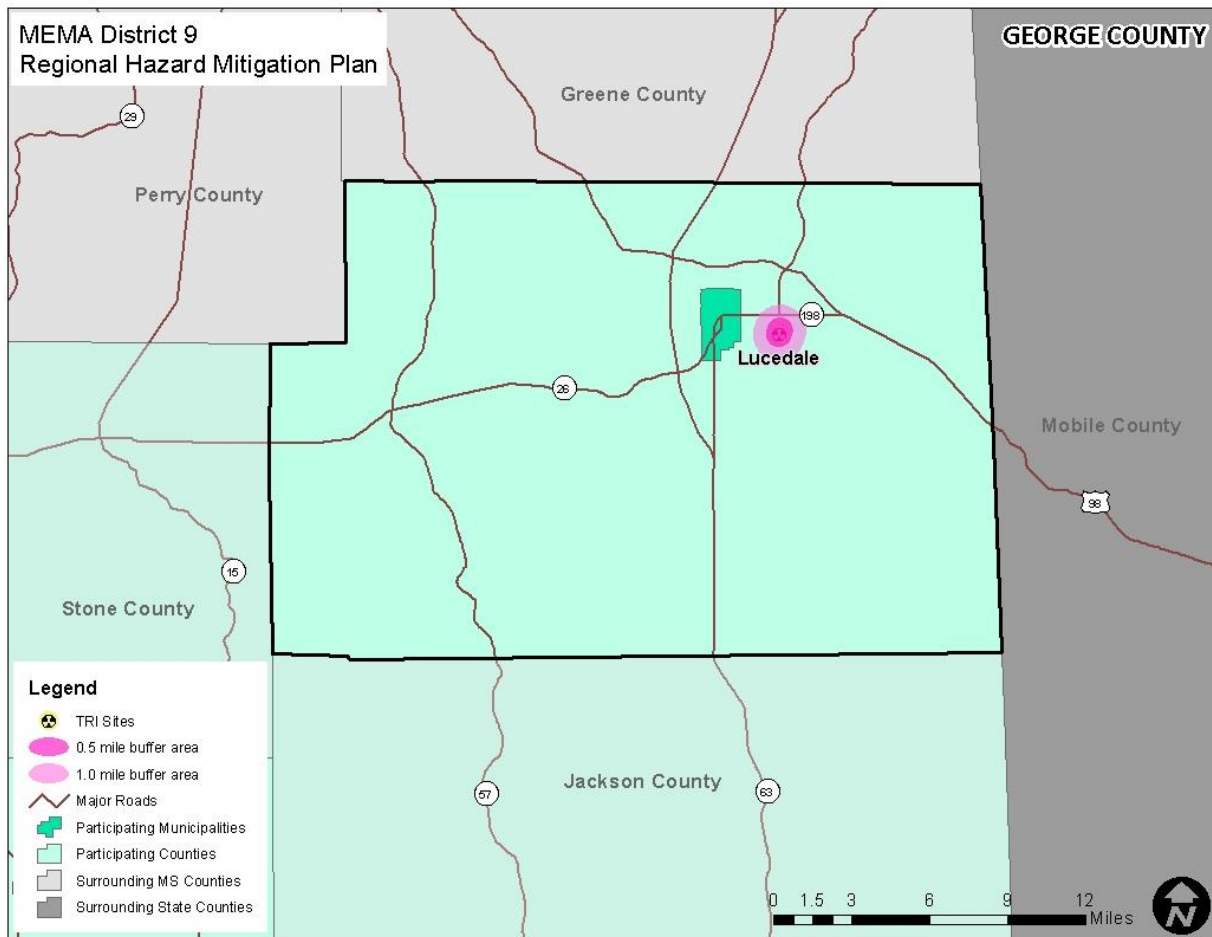 MEMA District 9
Regional Hazard Mitigation Plan
GEORGE COUNTY
Greene County
29
Perry County
198
Lucedale
26
Mobile County
98
15
Stone County
Jackson County
57
63
Legend
TRI Sites
0.5 mile buffer area
1.0 mile buffer area
Major Roads
Participating Municipalities
Participating Counties
Surrounding MS Counties
Surrounding State Counties
0 1.5 3 6 9 12
Miles
N